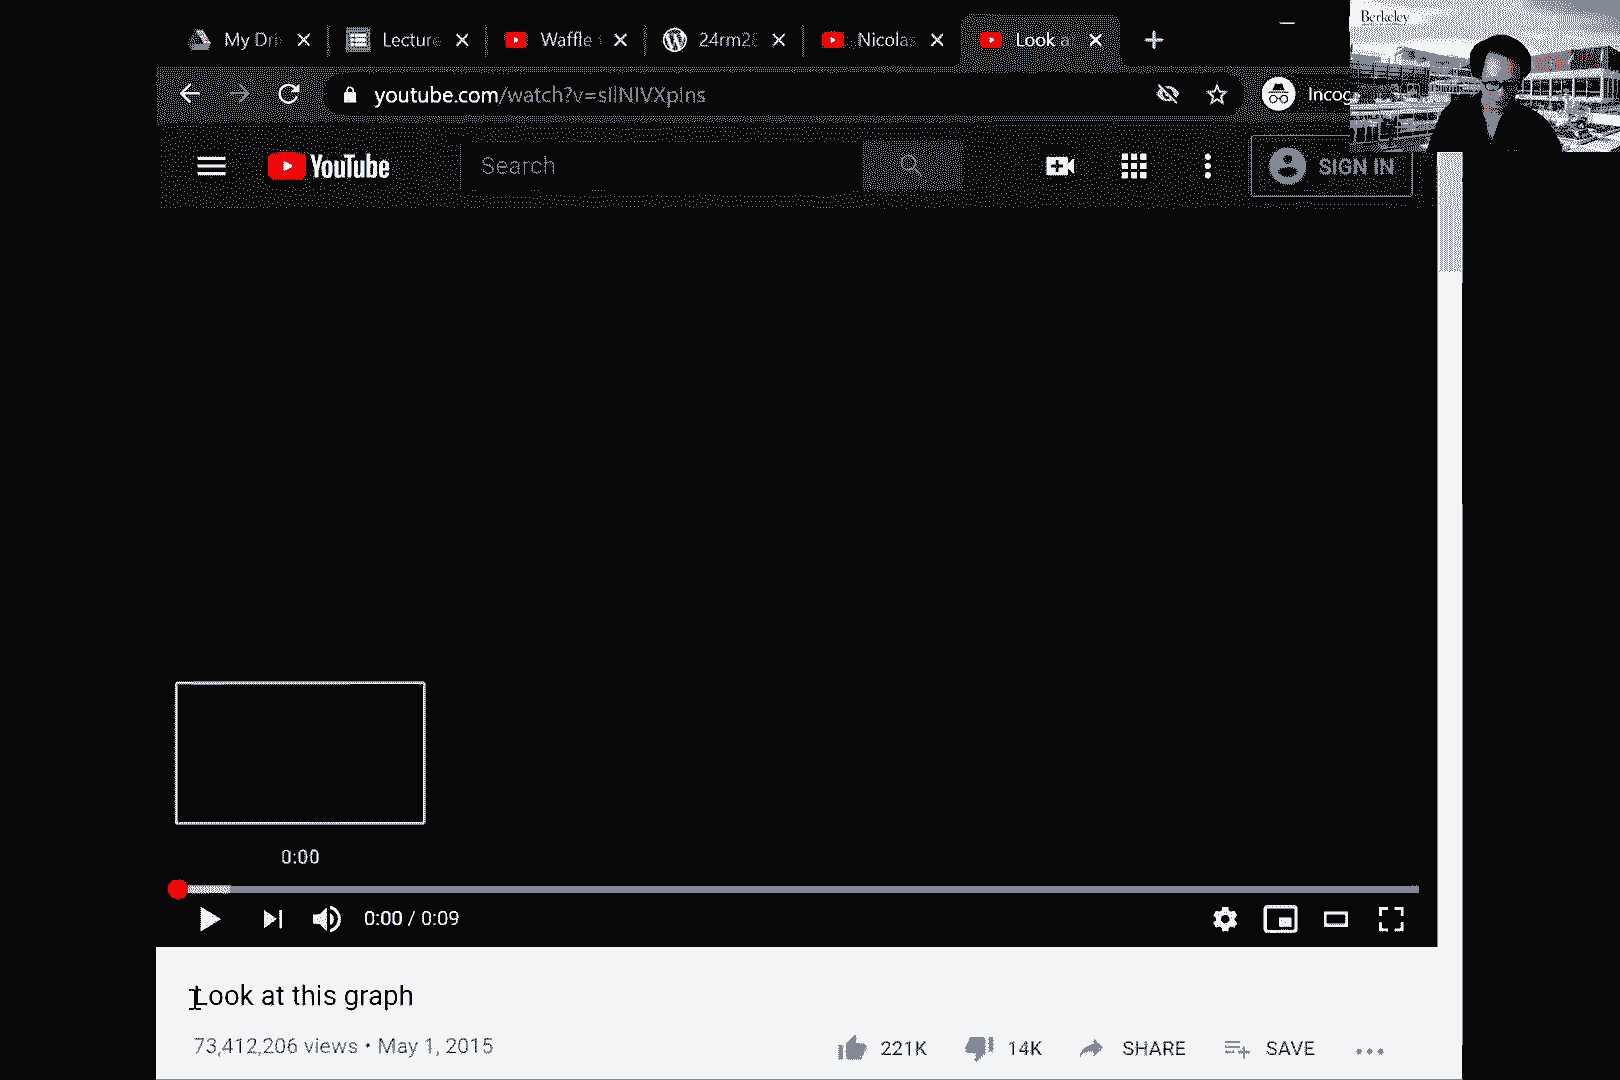 My Dri
Lecture
Waffle
24rm28
Nicolas
Look a
Berkeley
youtube.com/watch?v=sIlNIVXpIns
Incog
YouTube
Search
SIGN IN
0:00
0:00 / 0:09
Look at this graph
73,412,206 views • May 1, 2015
221K
14K
SHARE
SAVE